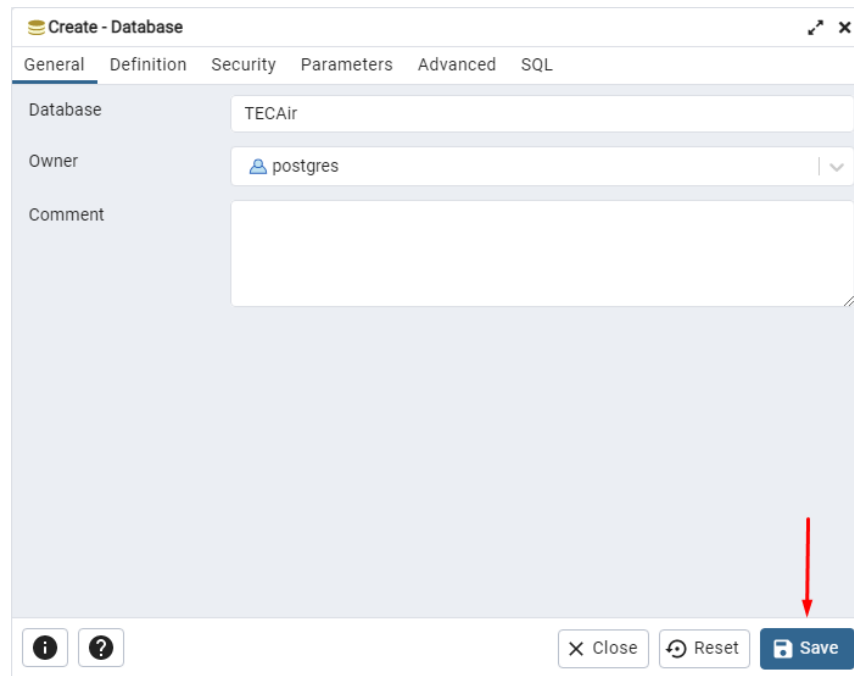 Create - Database
General Definition Security Parameters Advanced SQL
Database TECAir
Owner postgres
Comment
Close Reset Save